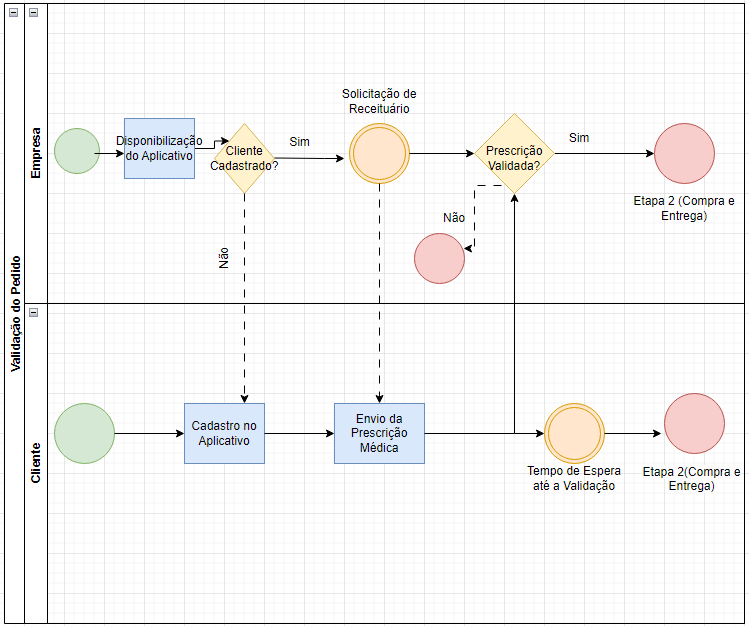 Validação do Pedido
Empresa
Disponibilização
do Aplicativo
Cliente
Cadastrado?
Sim
Não
Solicitação de
Receituário
Prescrição
Validada?
Sim
Não
Etapa 2 (Compra e
Entrega)
Cliente
Cadastro no
Aplicativo
Envio da
Prescrição
Médica
Tempo de Espera
até a Validação
Etapa 2(Compra e
Entrega)